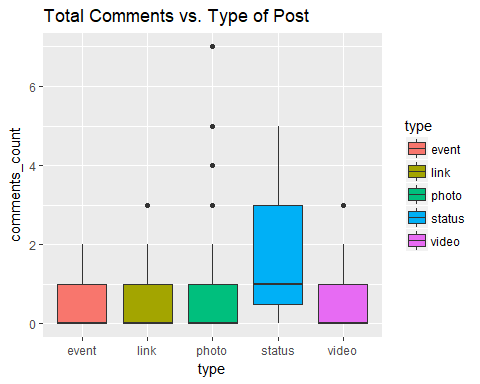 Total Comments vs. Type of Post
comments_count
6
4
2
0
event link photo status video
type
type
event
link
photo
status
video